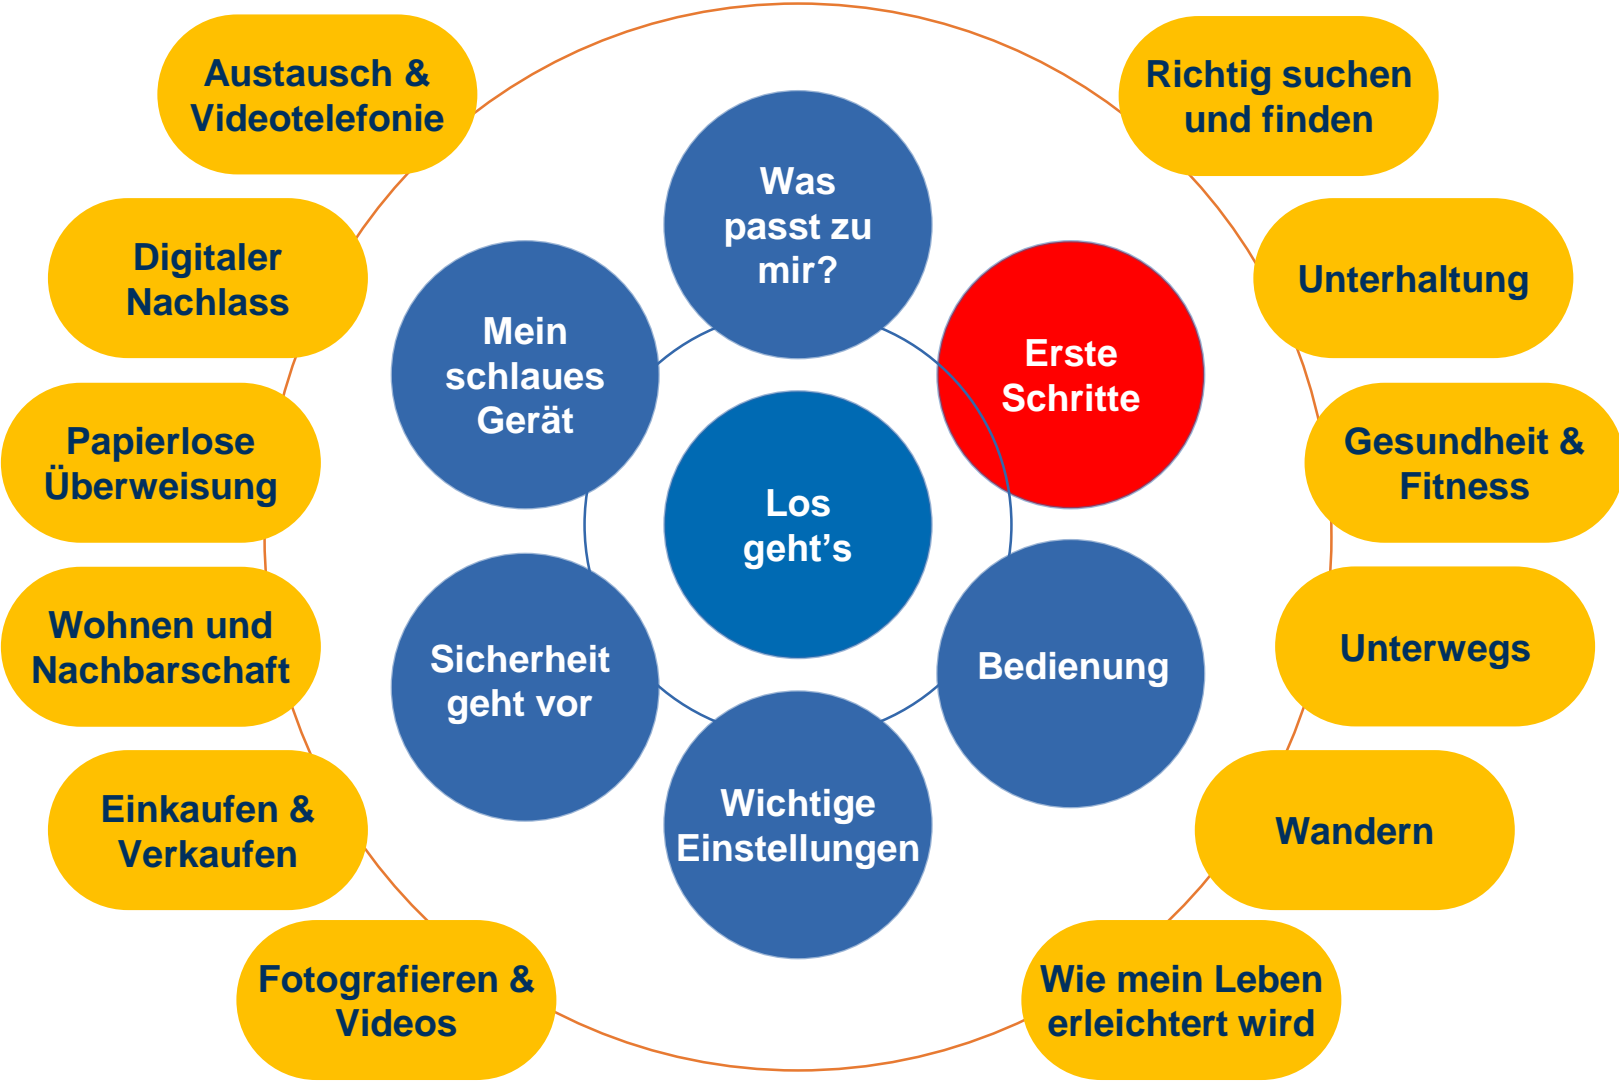 Austausch &
Videotelefonie
Richtig suchen
und finden
Was
passt zu
mir?
Digitaler
Nachlass
Unterhaltung
Mein
schlaues
Gerät
Erste
Schritte
Papierlose
Überweisung
Gesundheit &
Fitness
Los
geht’s
Wohnen und
Nachbarschaft
Sicherheit
geht vor
Bedienung
Unterwegs
Einkaufen &
Verkaufen
Wichtige
Einstellungen
Wandern
Fotografieren &
Videos
Wie mein Leben
erleichtert wird